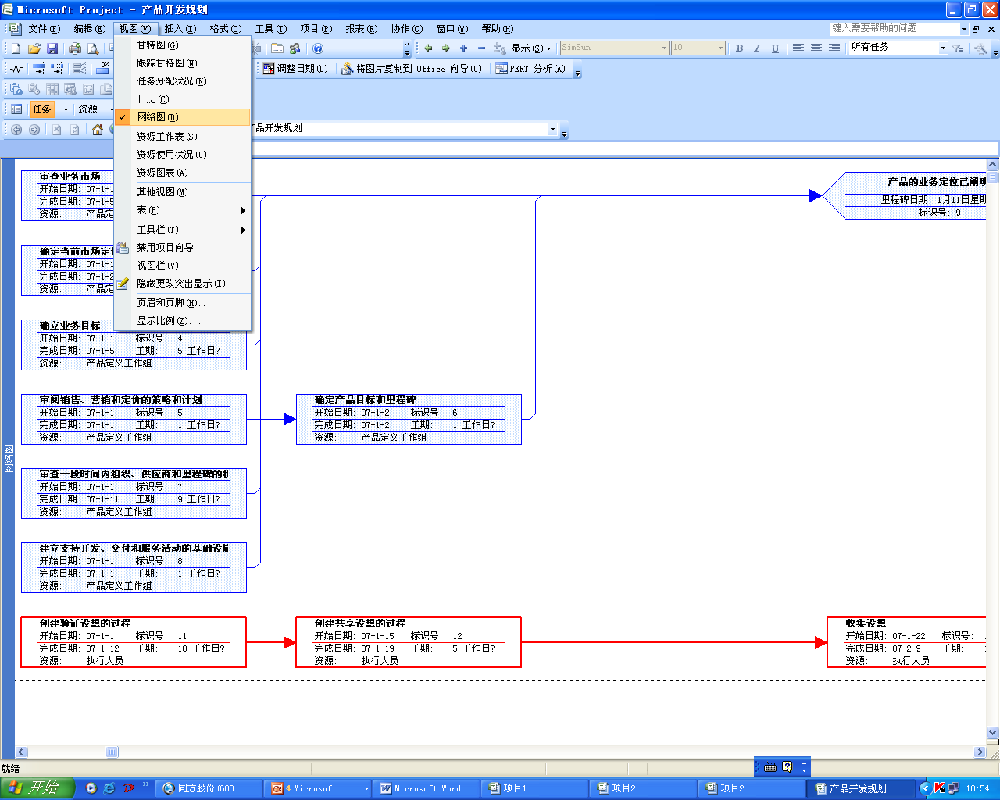 Microsoft Project - 产品开发规划
文件(F) 编辑(E) 视图(V) 插入(I) 格式(O) 工具(T) 项目(P) 报表(R) 协作(C) 窗口(W) 帮助(H) 键入需要帮助的问题
显示(S) SimSun 10 B I U 所有任务
调整日期(D) 将图片复制到 Office 向导(U) PERT 分析(A)
任务 资源
品开发规划
甘特图(G)
跟踪甘特图(N)
任务分配状况(K)
日历(C)
网络图(D)
资源工作表(S)
资源使用状况(U)
资源图表(A)
其他视图(M)...
表(B):
工具栏(T)
禁用项目向导
视图栏(V)
隐藏更改突出显示(I)
页眉和页脚(H)...
显示比例(Z)...
审查业务市场
开始日期: 07-1-1
完成日期: 07-1-5
资源: 产品定
产品的业务定位已阐明
里程碑日期: 1月11日星期
标识号: 9
确定当前市场定位
开始日期: 07-1-1
完成日期: 07-1-2
资源: 产品定
确立业务目标
开始日期: 07-1-1 标识号: 4
完成日期: 07-1-5 工期: 5 工作日?
资源: 产品定义工作组
审阅销售、营销和定价的策略和计划
开始日期: 07-1-1 标识号: 5
完成日期: 07-1-1 工期: 1 工作日?
资源: 产品定义工作组
确定产品目标和里程碑
开始日期: 07-1-2 标识号: 6
完成日期: 07-1-2 工期: 1 工作日?
资源: 产品定义工作组
网络图
审查一段时间内组织、供应商和里程碑的状
开始日期: 07-1-1 标识号: 7
完成日期: 07-1-11 工期: 9 工作日?
资源: 产品定义工作组
建立支持开发、交付和服务活动的基础设施
开始日期: 07-1-1 标识号: 8
完成日期: 07-1-1 工期: 1 工作日?
资源: 产品定义工作组
创建验证设想的过程
开始日期: 07-1-1 标识号: 11
完成日期: 07-1-12 工期: 10 工作日?
资源: 执行人员
创建共享设想的过程
开始日期: 07-1-15 标识号: 12
完成日期: 07-1-19 工期: 5 工作日?
资源: 执行人员
收集设想
开始日期: 07-1-22 标识号:
完成日期: 07-2-9 工期:
资源: 执行人员
就绪
开始 同方股份(600... 4 Microsoft ... Microsoft Word 项目1 项目2 项目2 产品开发规划 10:54